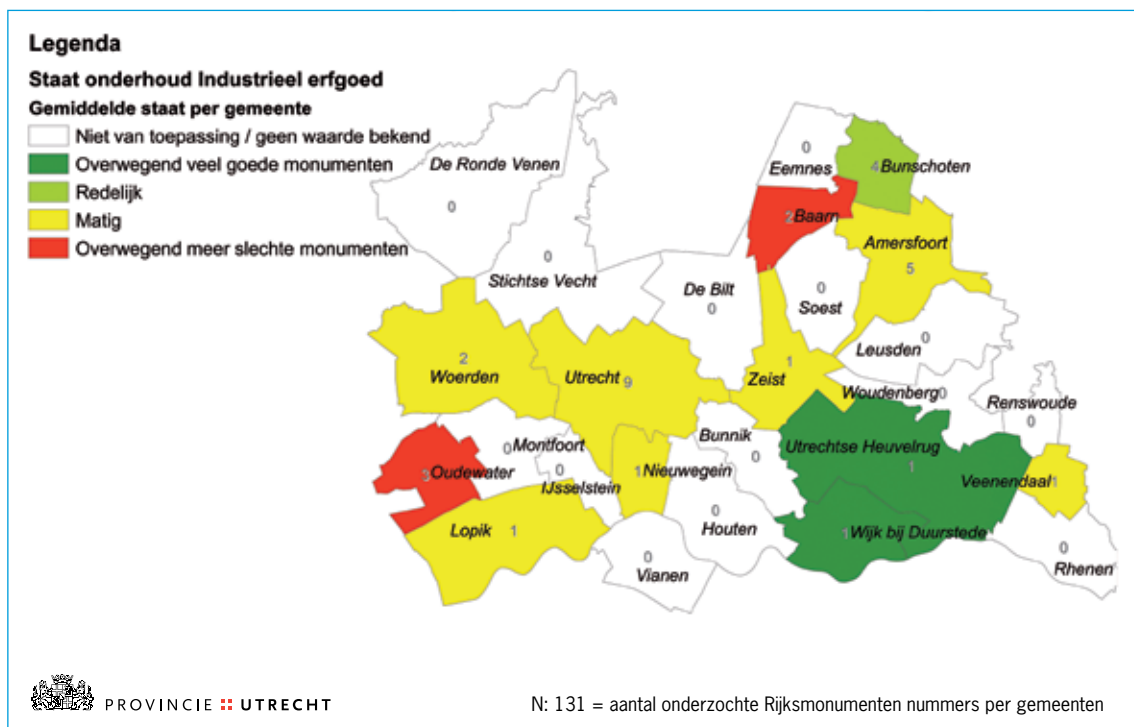 Legenda
Staat onderhoud Industrieel erfgoed
Gemiddelde staat per gemeente
Niet van toepassing / geen waarde bekend
Overwegend veel goede monumenten
Redelijk
Matig
Overwegend meer slechte monumenten
De Ronde Venen
0
0
Stichtse Vecht
0
Eemnes
4 Bunschoten
2 Baarn
Amersfoort
5
De Bilt
0
0
Soest
0
Leusden
2
Woerden
Utrecht 9
1
Zeist
Woudenberg 0
Renswoude
0
Montfoort
0
Bunnik
0
Utrechtse Heuvelrug
1
3 Oudewater
0
IJsselstein
1 Nieuwegein
Veenendaal 1
Lopik 1
0
Houten
1 Wijk bij Duurstede
0
Vianen
0
Rhenen
PROVINCIE UTRECHT
N: 131 = aantal onderzochte Rijksmonumenten nummers per gemeenten